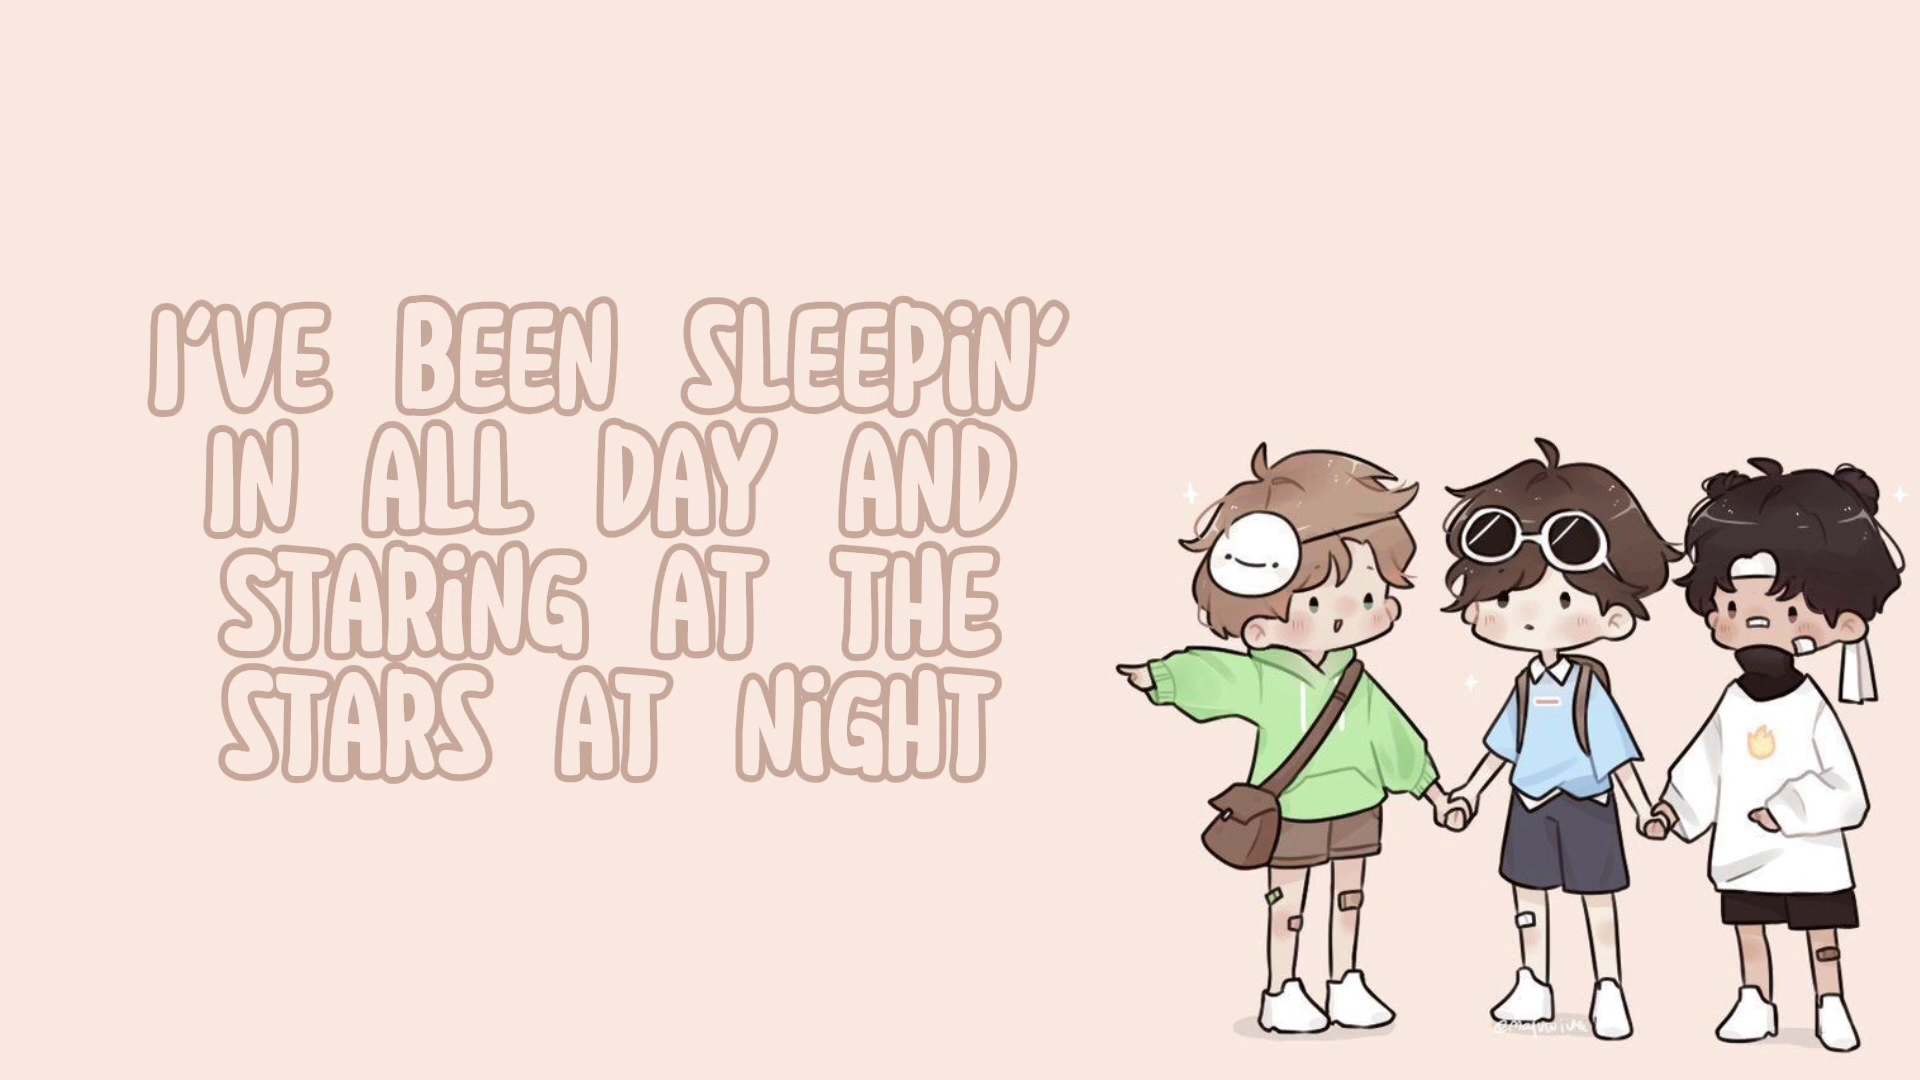 I'VE BEEN SLEEPIN'
IN ALL DAY AND
STARING AT THE
STARS AT NIGHT